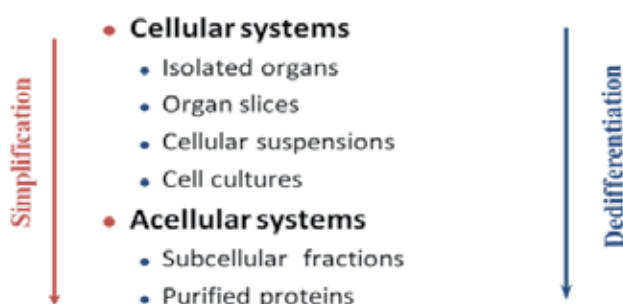 Cellular systems
Isolated organs
Organ slices
Cellular suspensions
Cell cultures
Acellular systems
Subcellular fractions
Purified proteins
Simplification
Dedifferentiation